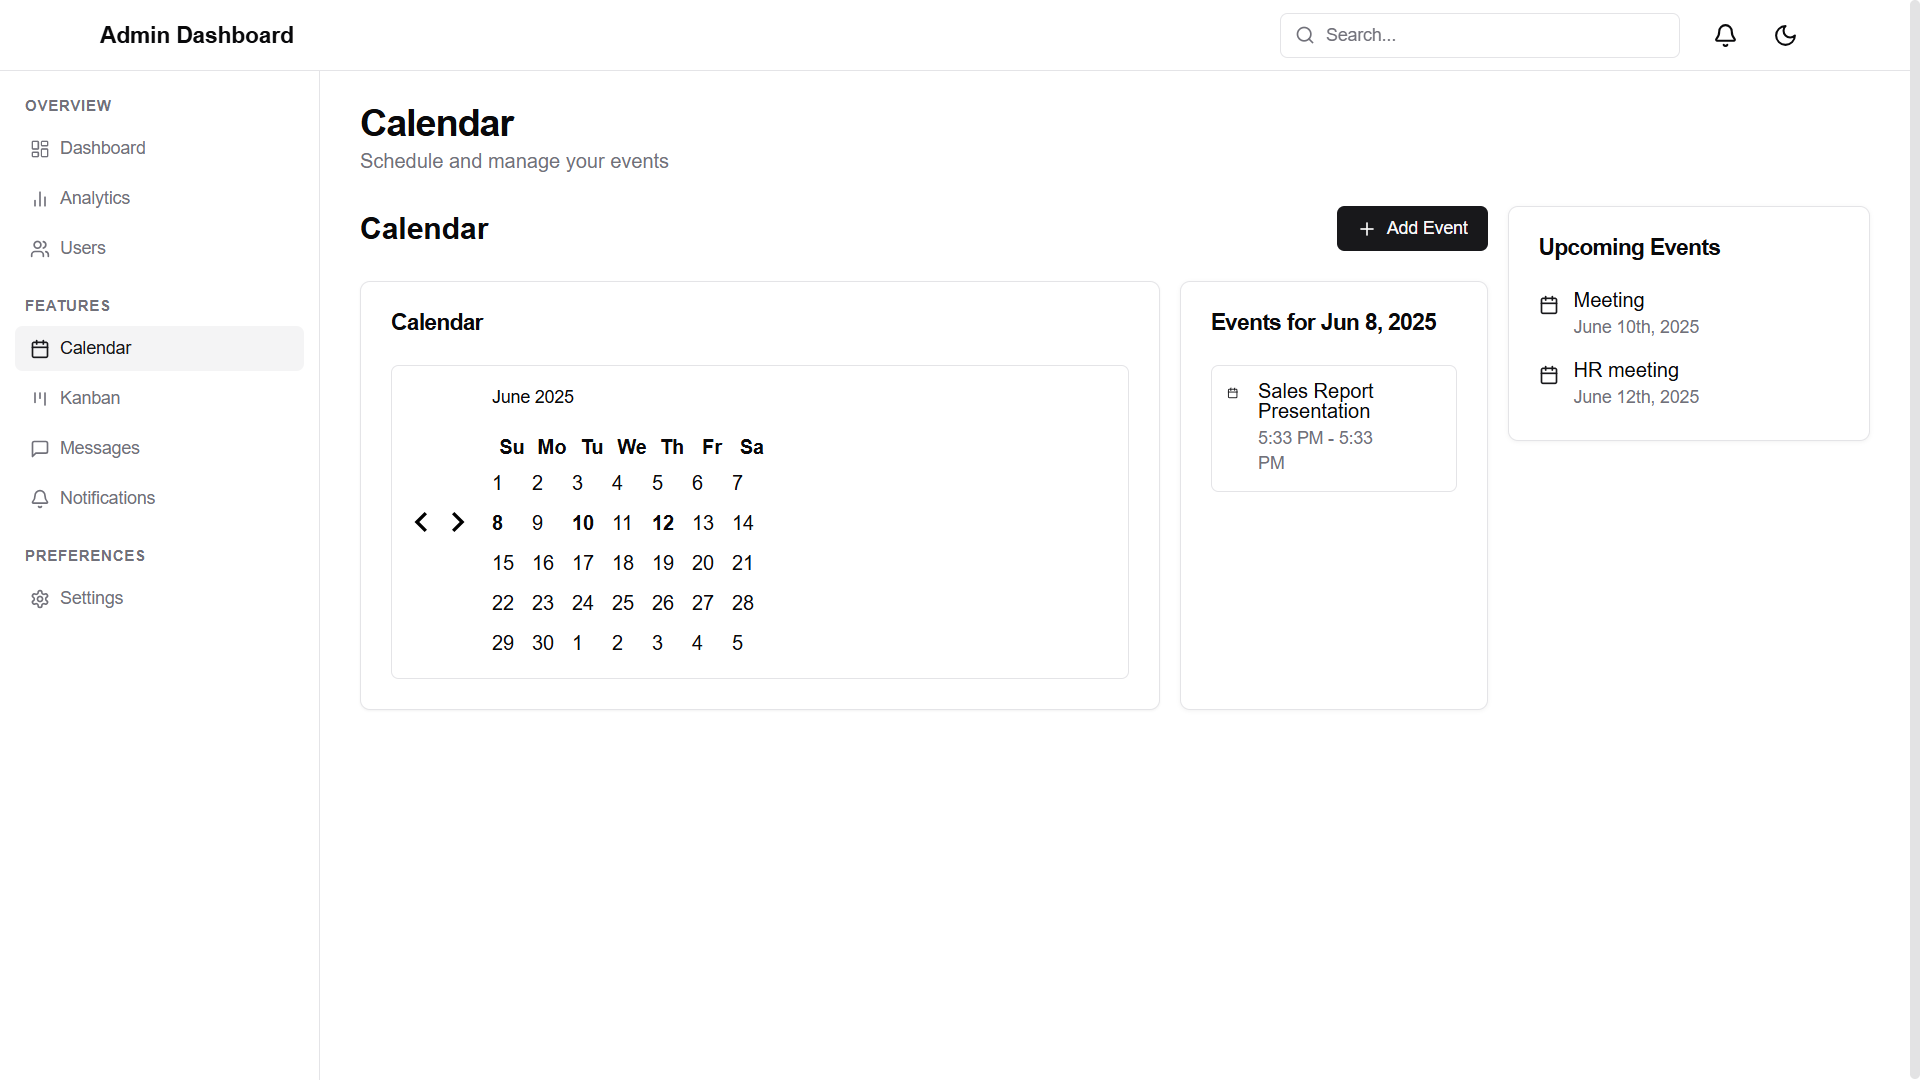 Admin Dashboard
Search...
OVERVIEW
Dashboard
Analytics
Users
FEATURES
Calendar
Kanban
Messages
Notifications
PREFERENCES
Settings
Calendar
Schedule and manage your events
Calendar
Add Event
Calendar
June 2025
Su Mo Tu We Th Fr Sa
1 2 3 4 5 6 7
8 9 10 11 12 13 14
15 16 17 18 19 20 21
22 23 24 25 26 27 28
29 30 1 2 3 4 5
Events for Jun 8, 2025
Sales Report
Presentation
5:33 PM - 5:33
PM
Upcoming Events
Meeting
June 10th, 2025
HR meeting
June 12th, 2025